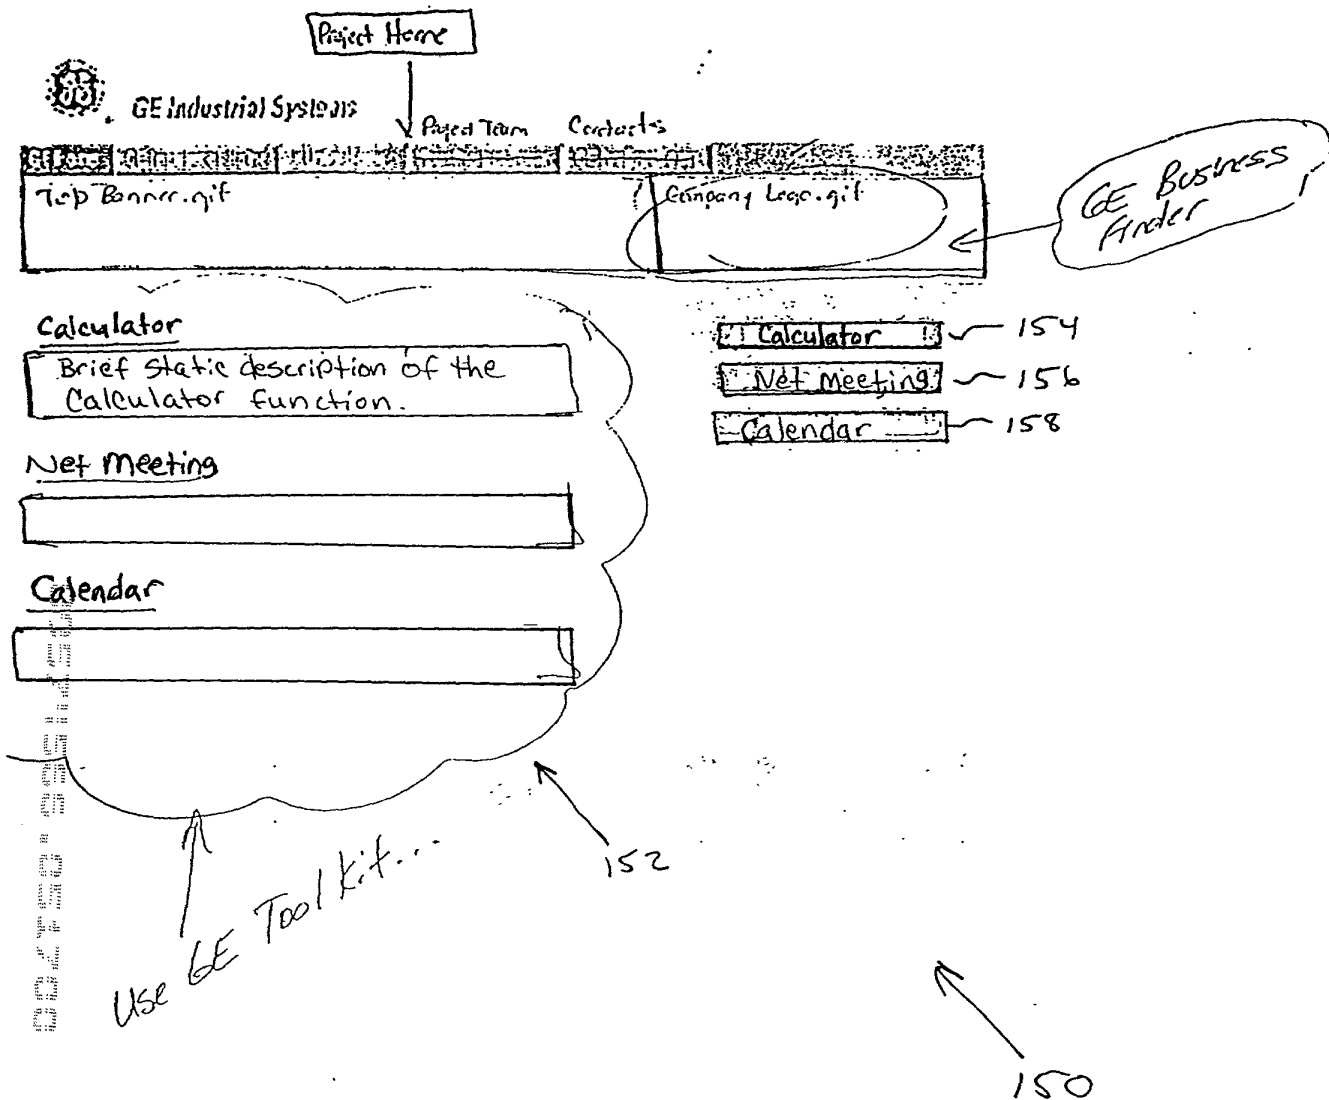 Project Home
GE Industrial Systems
Project Team
Contacts
Top Banner.gif
Company Logo.gif
GE Business
Finder
Calculator
Brief static description of the
Calculator function.
Net Meeting
Calendar
Calculator
154
Net Meeting
156
Calendar
158
152
Use GE Tool Kit...
150